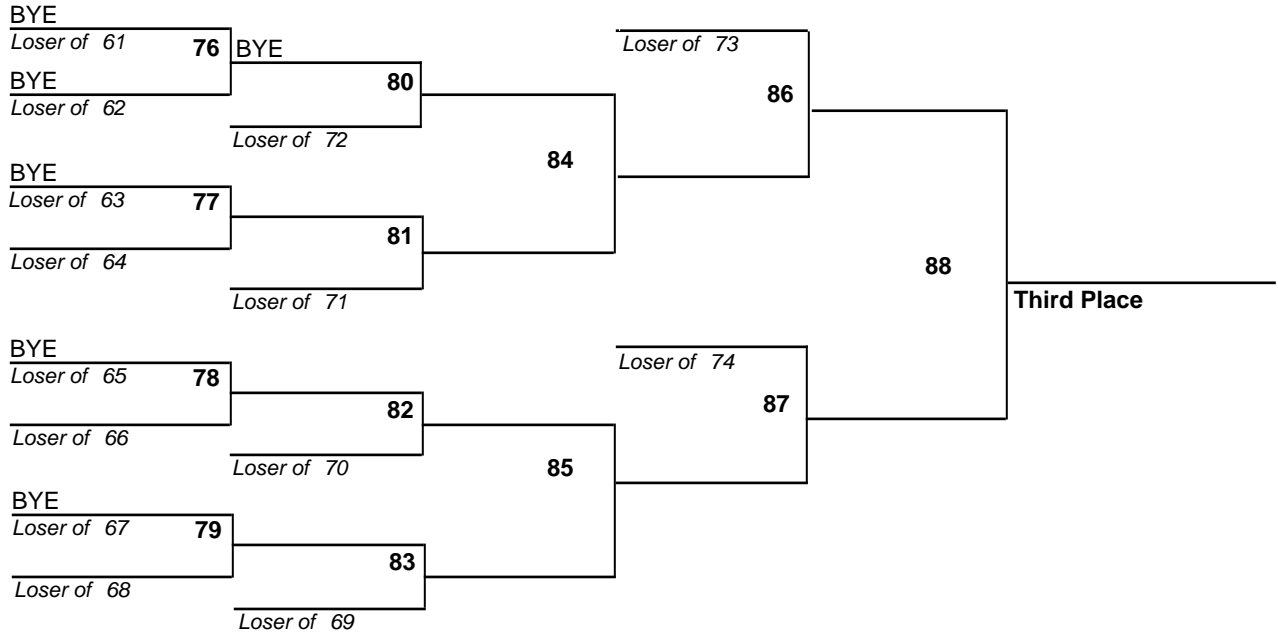 BYE
Loser of 61
76
BYE
BYE
Loser of 62
80
Loser of 72
84
BYE
Loser of 63
77
Loser of 64
81
Loser of 71
Loser of 73
86
88
Third Place
BYE
Loser of 65
78
Loser of 66
82
Loser of 70
85
Loser of 74
87
BYE
Loser of 67
79
Loser of 68
83
Loser of 69